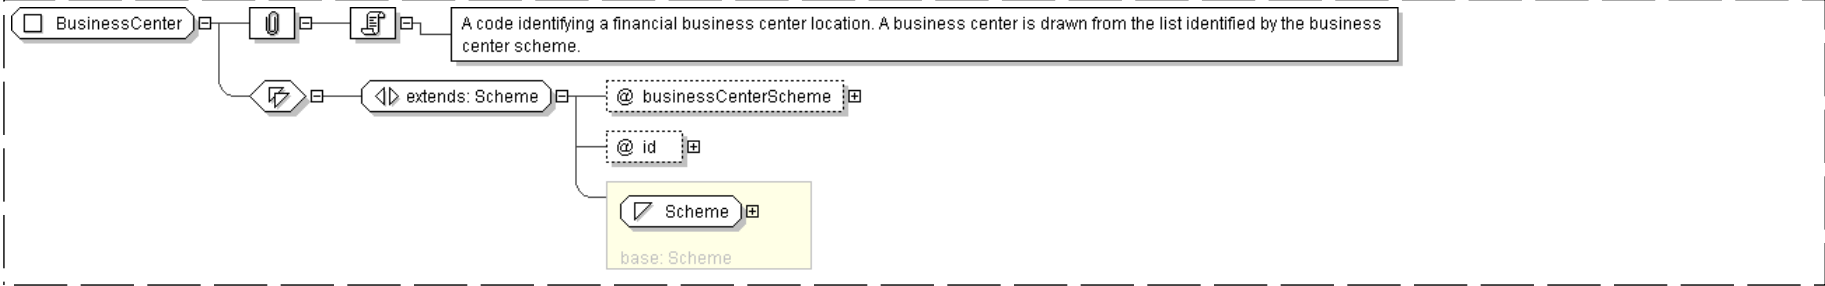 BusinessCenter
A code identifying a financial business center location. A business center is drawn from the list identified by the business
center scheme.
extends: Scheme
@ businessCenterScheme
@ id
Scheme
base: Scheme